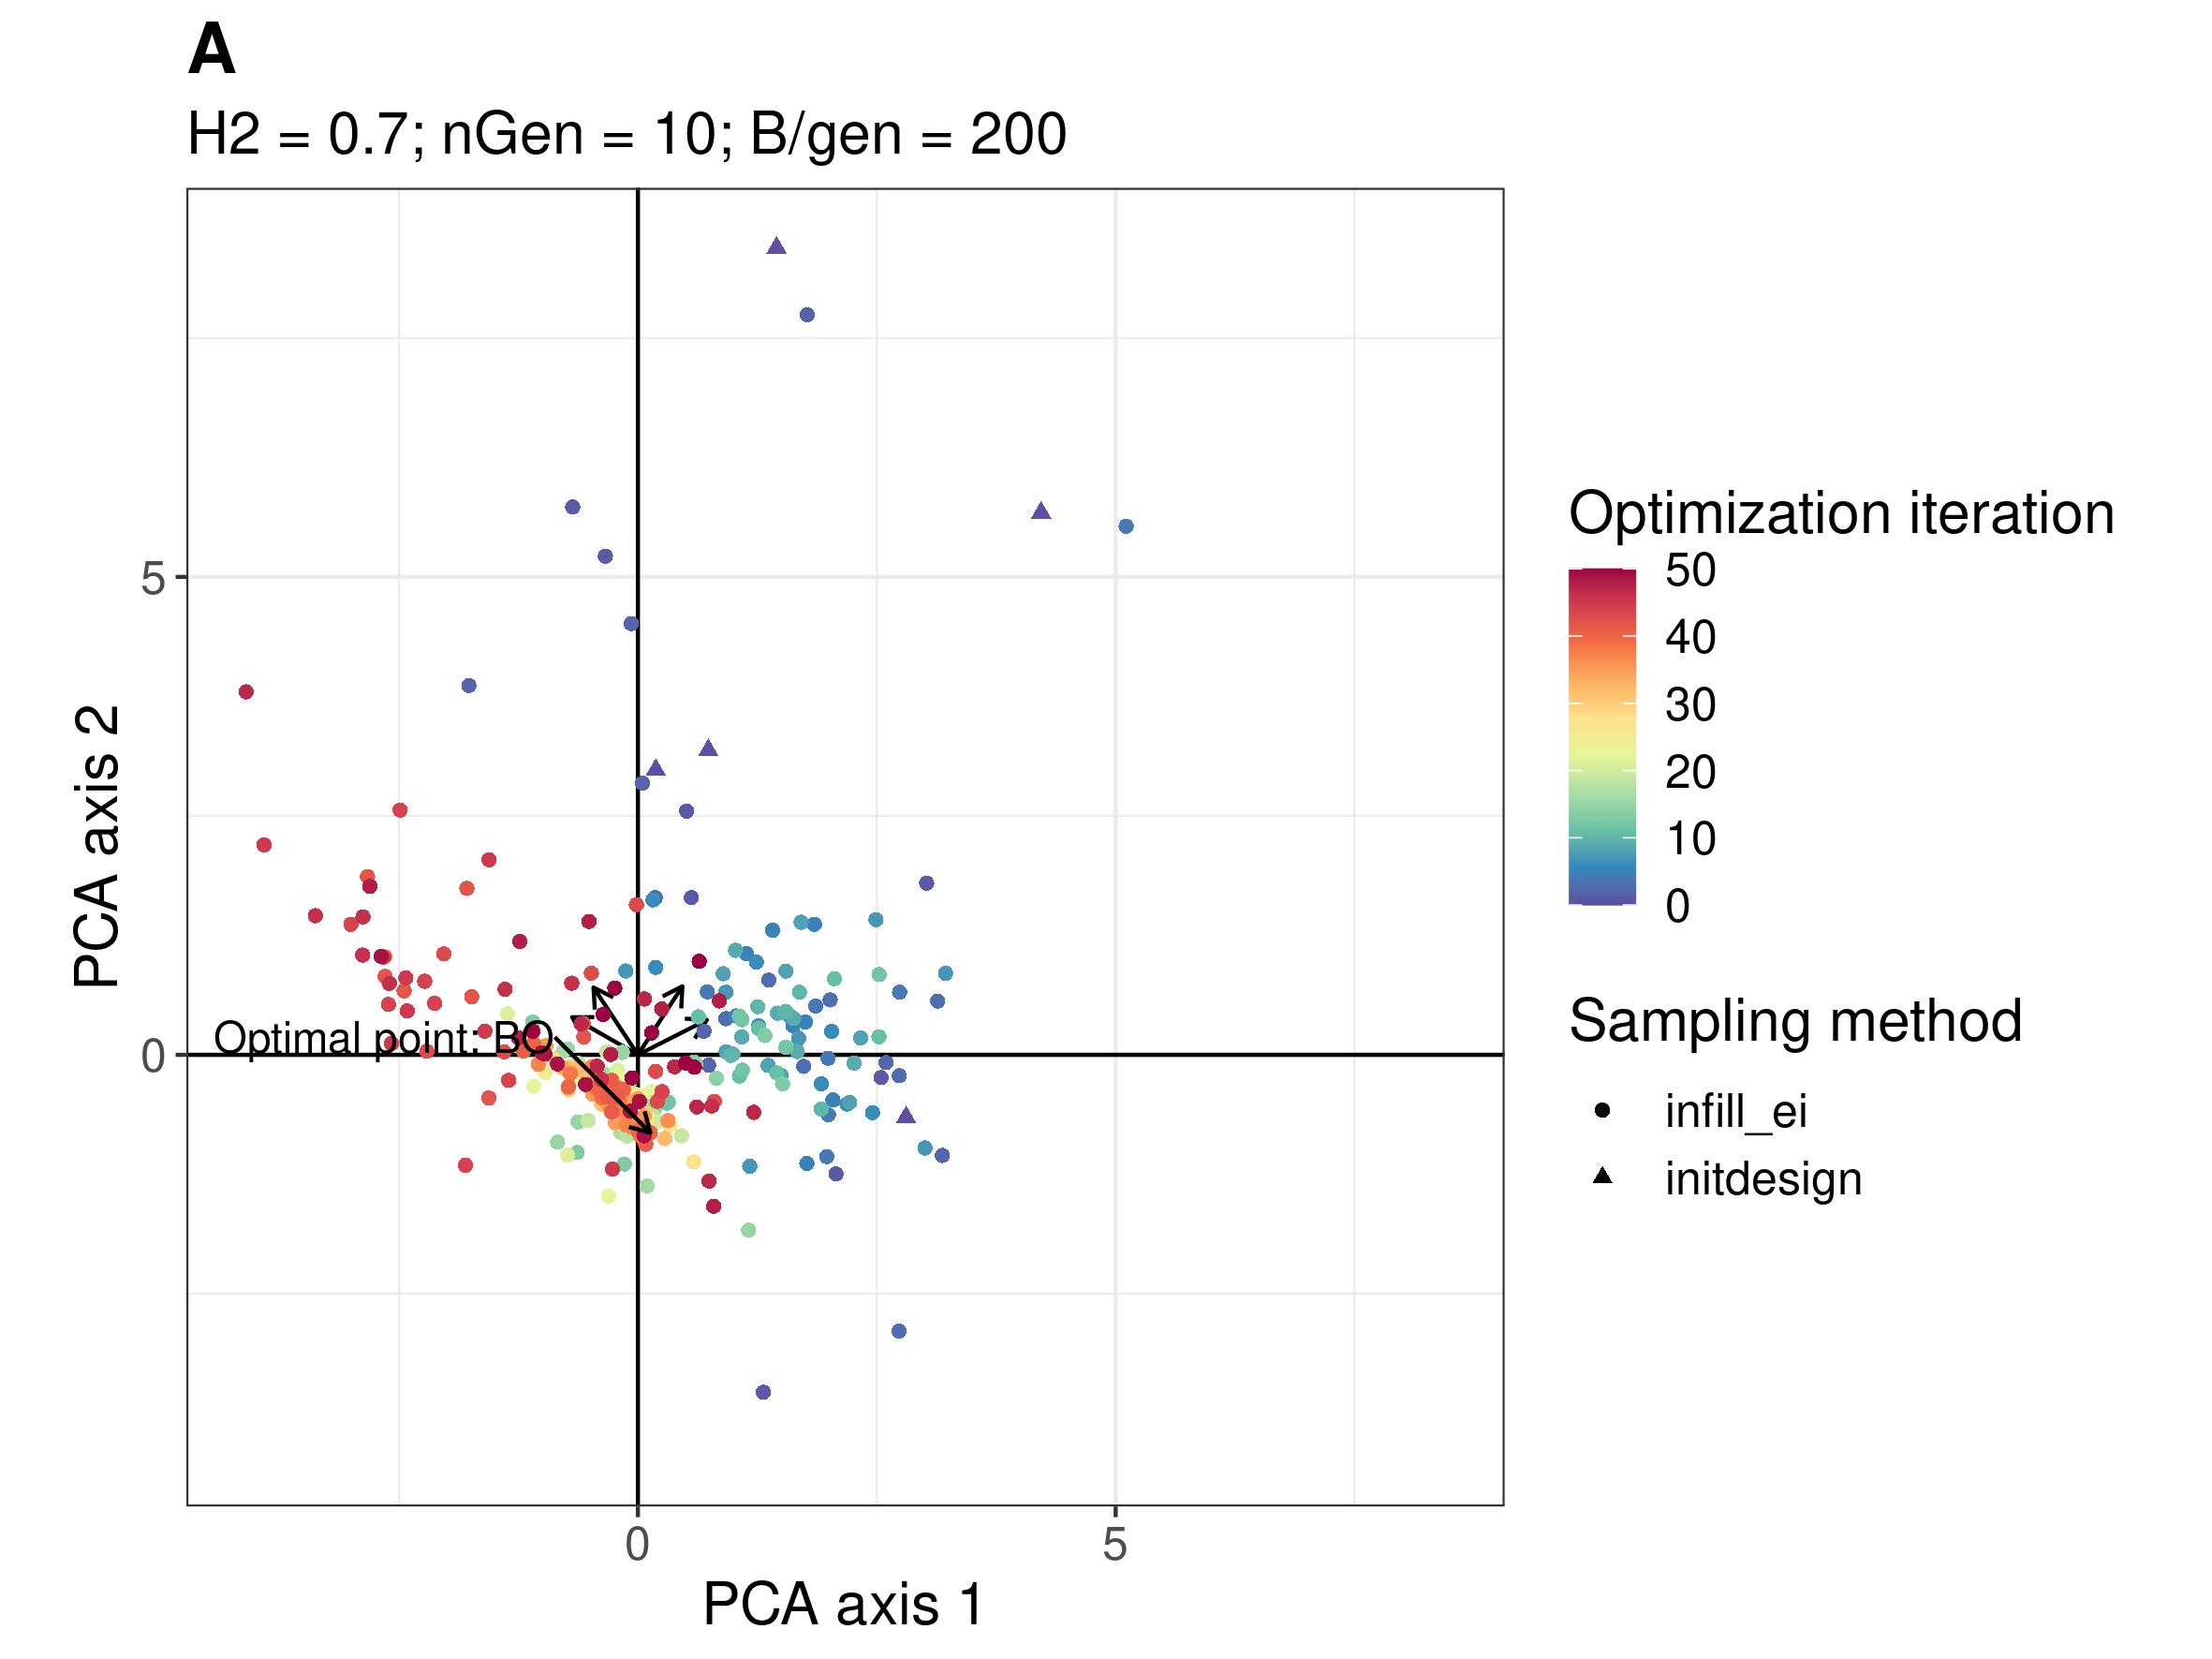 A
H2 = 0.7; nGen = 10; B/gen = 200
PCA axis 2
5
0
Optimal point: BO
0
5
PCA axis 1
Optimization iteration
50
40
30
20
10
0
Sampling method
infill_ei
initdesign